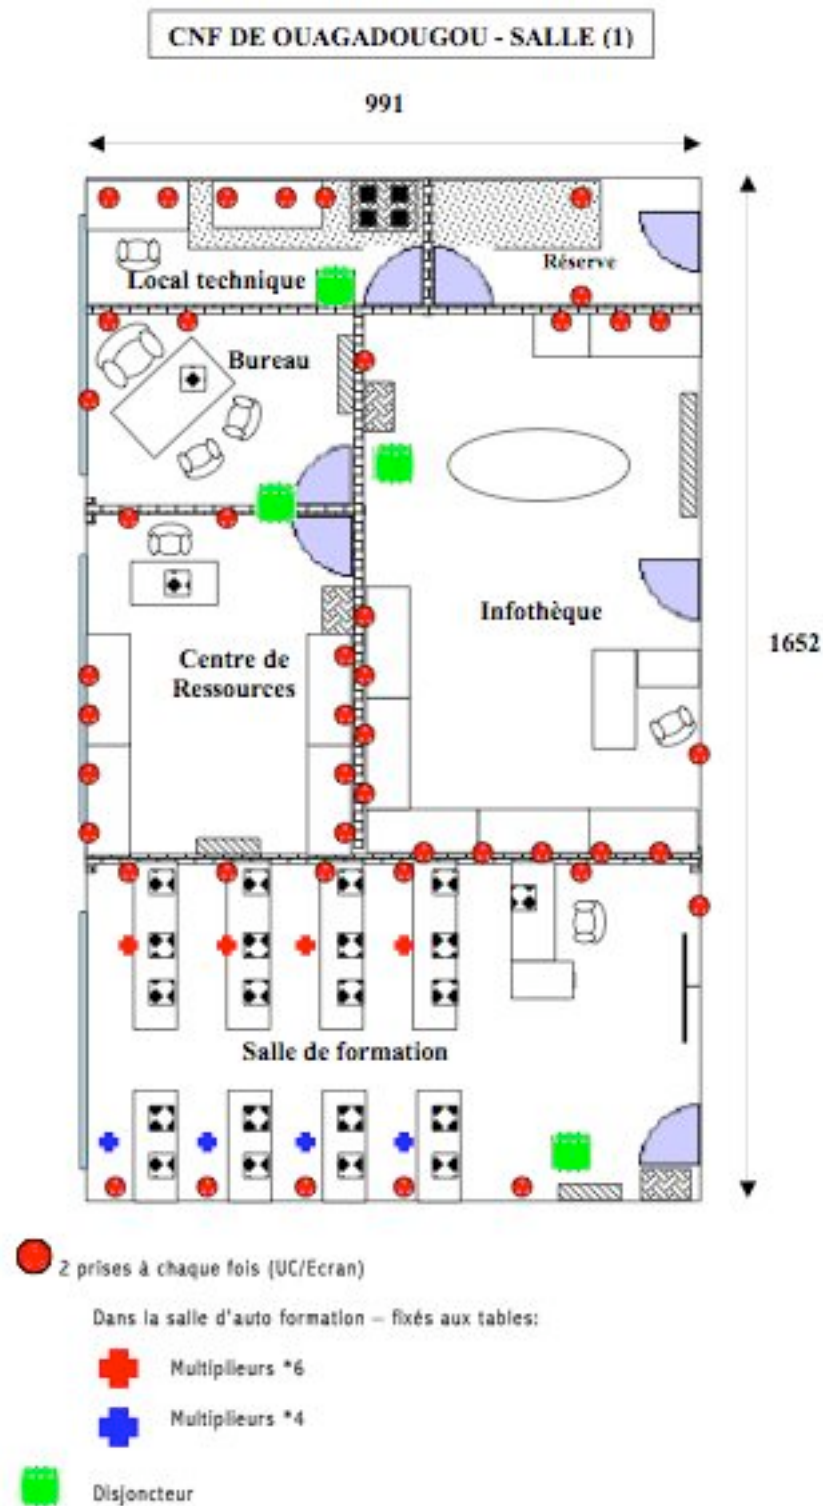 CNF DE OUAGADOUGOU - SALLE (1)
991
Réserve
Local technique
Bureau
Infothèque
1652
Centre de
Ressources
Salle de formation
2 prises à chaque fois (UC/Ecran)
Dans la salle d'auto formation – fixés aux tables:
Multiplieurs *6
Multiplieurs *4
Disjoncteur